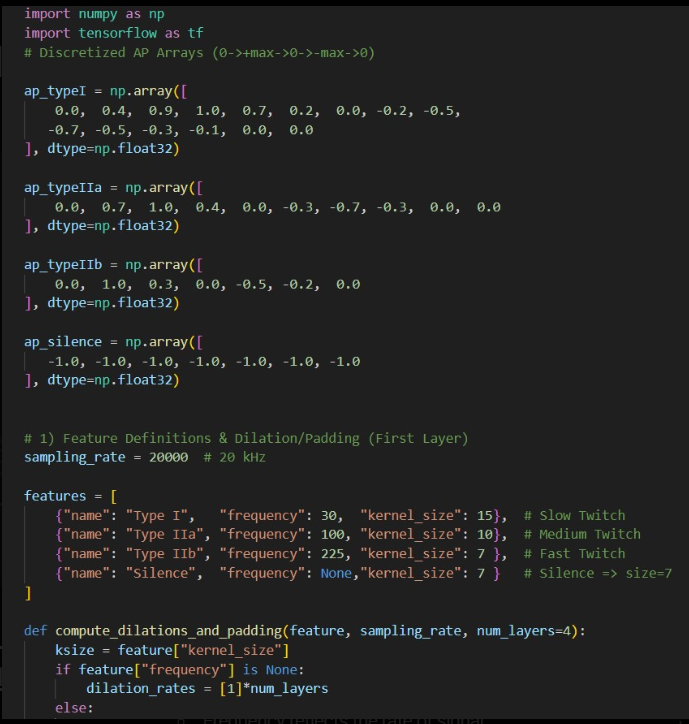 import numpy as np
import tensorflow as tf
# Discretized AP Arrays (0->+max->0->-max->0)
ap_typeI = np.array([
0.0, 0.4, 0.9, 1.0, 0.7, 0.2, 0.0, -0.2, -0.5,
-0.7, -0.5, -0.3, -0.1, 0.0, 0.0
], dtype=np.float32)
ap_typeIIa = np.array([
0.0, 0.7, 1.0, 0.4, 0.0, -0.3, -0.7, -0.3, 0.0, 0.0
], dtype=np.float32)
ap_typeIIb = np.array([
0.0, 1.0, 0.3, 0.0, -0.5, -0.2, 0.0
], dtype=np.float32)
ap_silence = np.array([
-1.0, -1.0, -1.0, -1.0, -1.0, -1.0, -1.0
], dtype=np.float32)
# 1) Feature Definitions & Dilation/Padding (First Layer)
sampling_rate = 20000  # 20 kHz
features = [
{"name": "Type I", "frequency": 30, "kernel_size": 15}, # Slow Twitch
{"name": "Type IIa", "frequency": 100, "kernel_size": 10}, # Medium Twitch
{"name": "Type IIb", "frequency": 225, "kernel_size": 7 }, # Fast Twitch
{"name": "Silence", "frequency": None,"kernel_size": 7 } # Silence => size=7
]
def compute_dilations_and_padding(feature, sampling_rate, num_layers=4):
ksize = feature["kernel_size"]
if feature["frequency"] is None:
dilation_rates = [1]*num_layers
else: